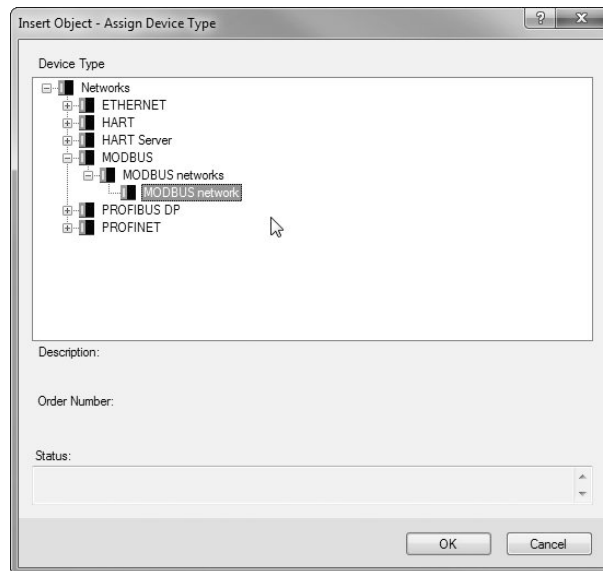 Insert Object - Assign Device Type
Device Type
Networks
ETHERNET
HART
HART Server
MODBUS
MODBUS networks
MODBUS network
PROFIBUS DP
PROFINET
Description:
Order Number:
Status:
OK Cancel